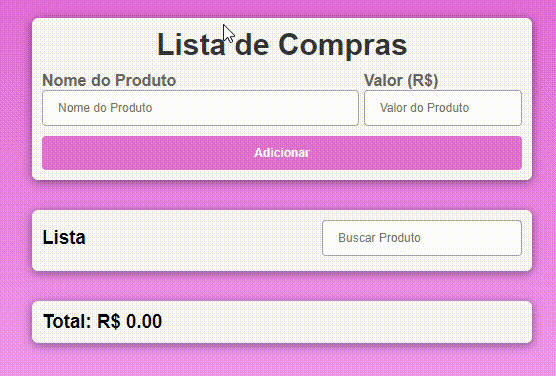 Lista de Compras
Nome do Produto Valor (R$)
Nome do Produto Valor do Produto
Adicionar
Lista Buscar Produto
Total: R$ 0.00